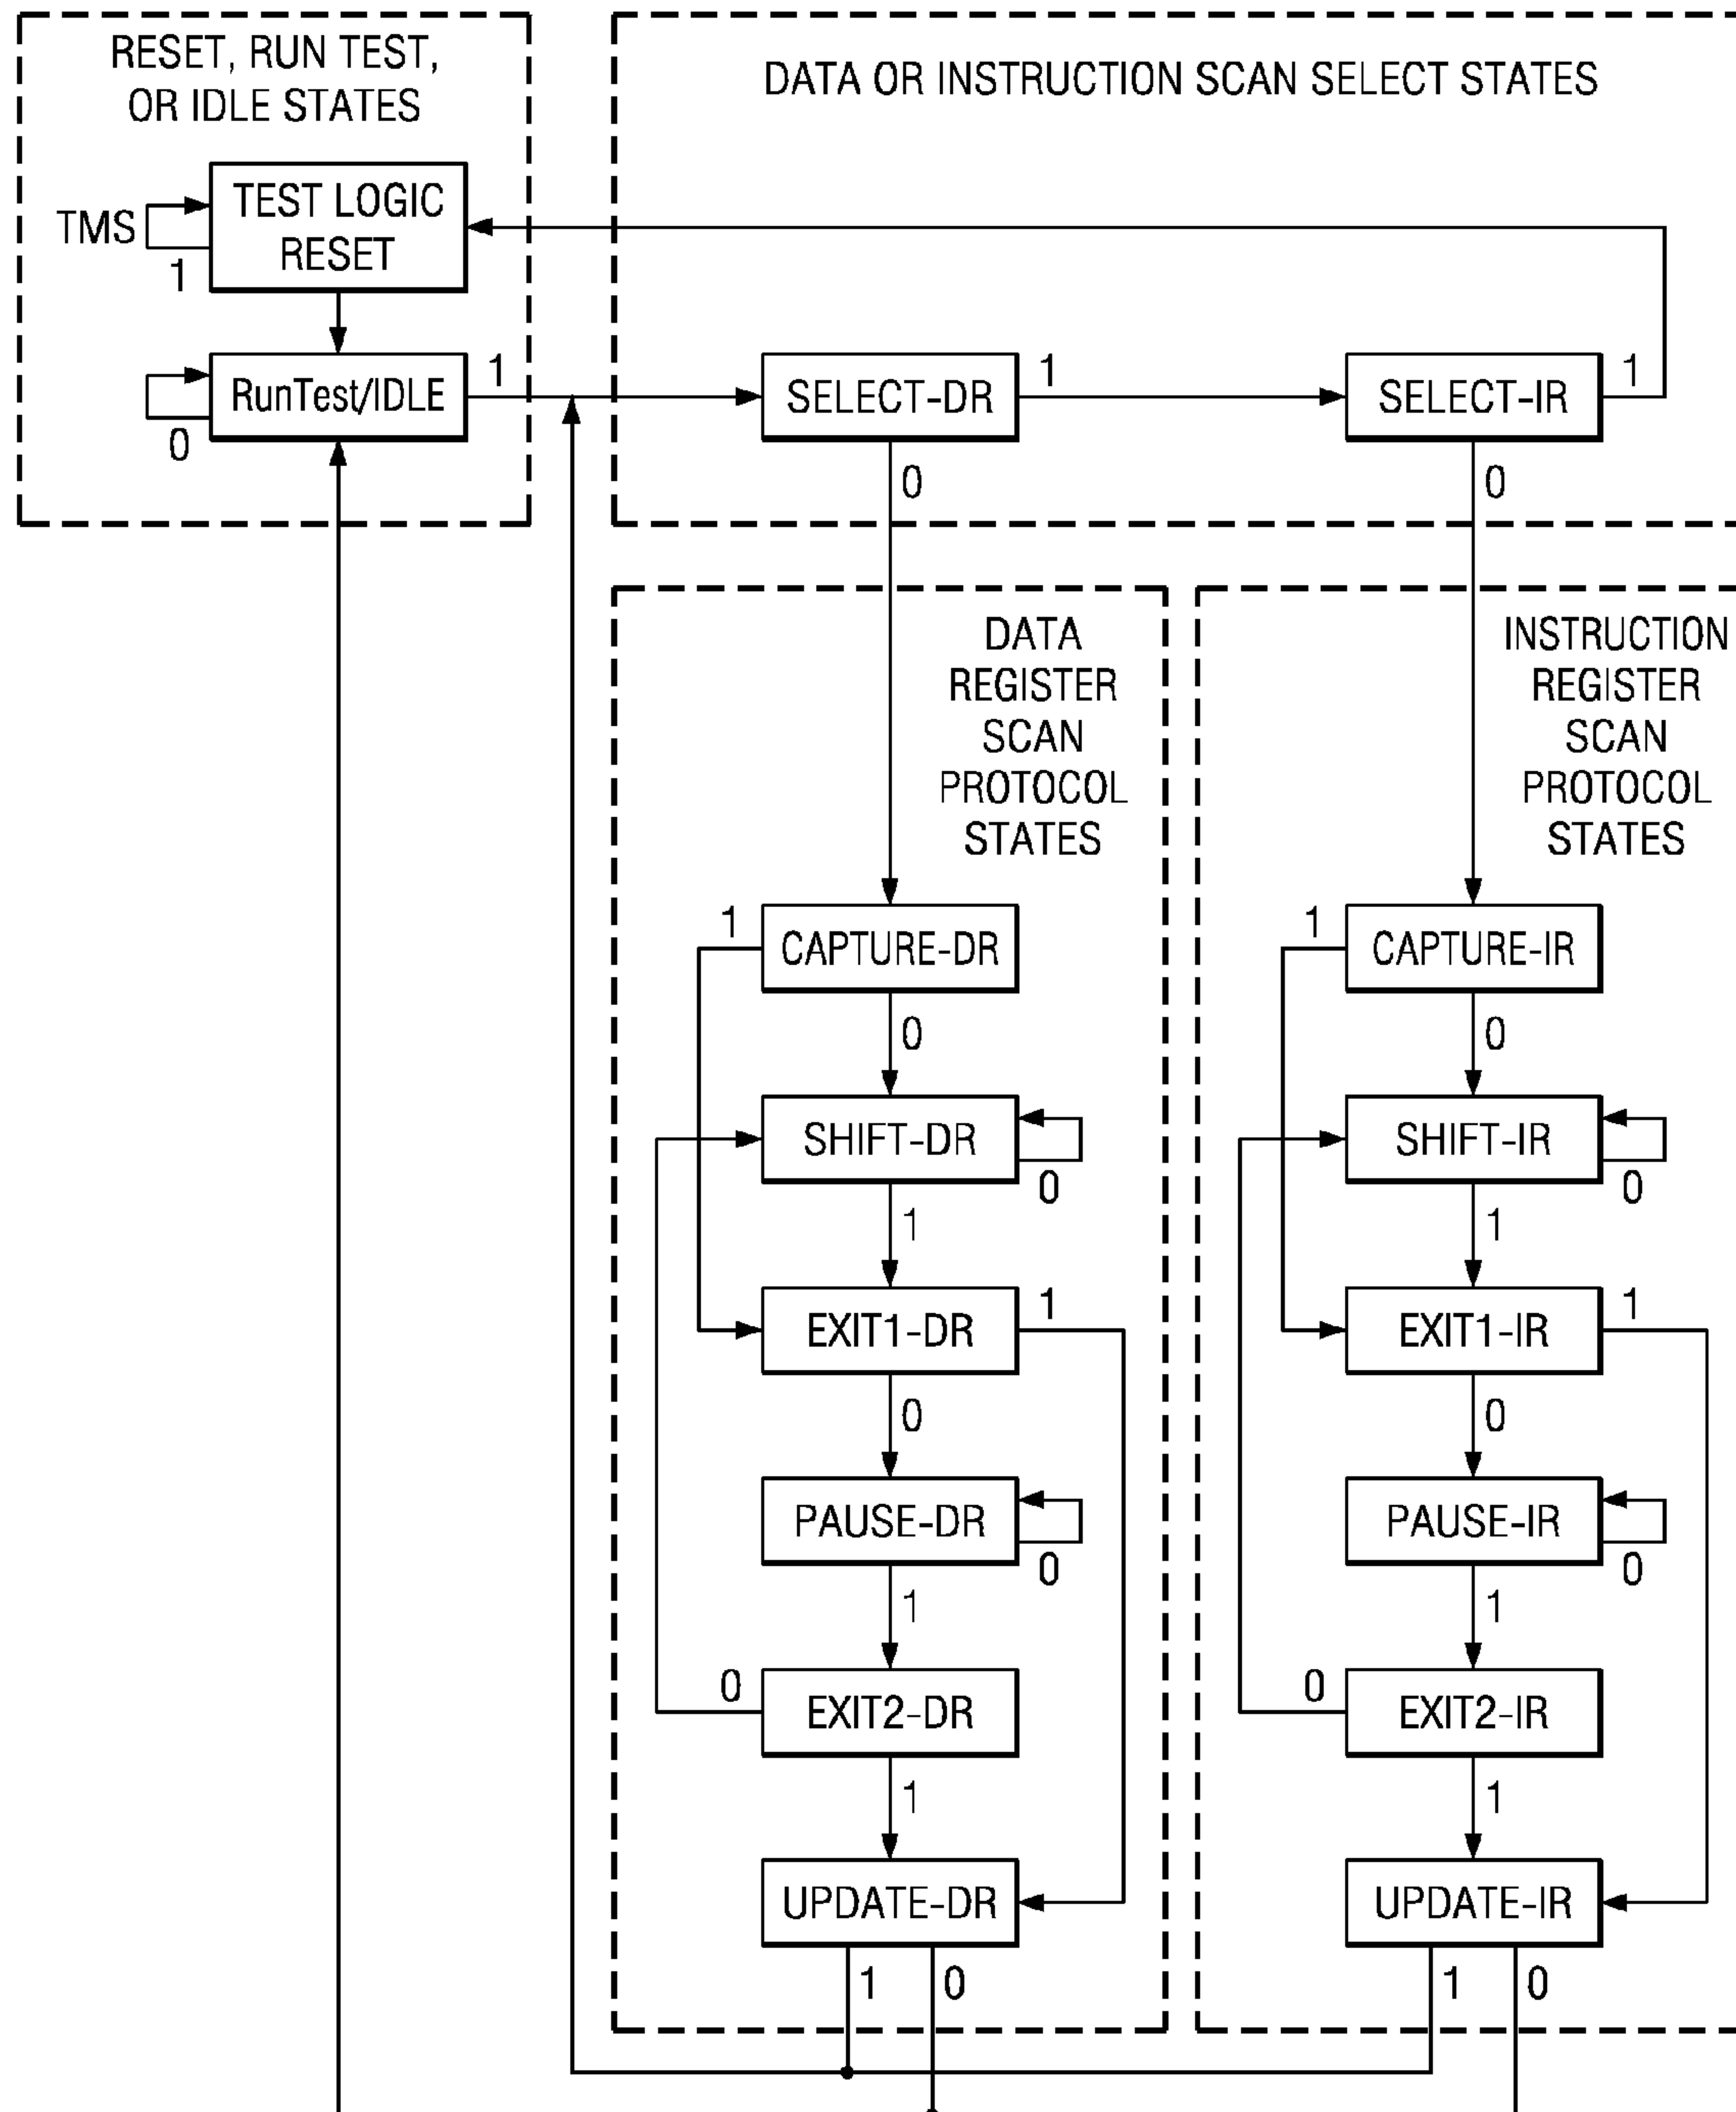 RESET, RUN TEST,
OR IDLE STATES
DATA OR INSTRUCTION SCAN SELECT STATES
TMS
TEST LOGIC
RESET
1
RunTest/IDLE
1
0
SELECT-DR
1
0
SELECT-IR
1
0
DATA
REGISTER
SCAN
PROTOCOL
STATES
1
CAPTURE-DR
0
SHIFT-DR
0
1
EXIT1-DR
1
0
PAUSE-DR
0
1
0
EXIT2-DR
1
UPDATE-DR
1
0
INSTRUCTION
REGISTER
SCAN
PROTOCOL
STATES
1
CAPTURE-IR
0
SHIFT-IR
0
1
EXIT1-IR
1
0
PAUSE-IR
0
1
0
EXIT2-IR
1
UPDATE-IR
1
0